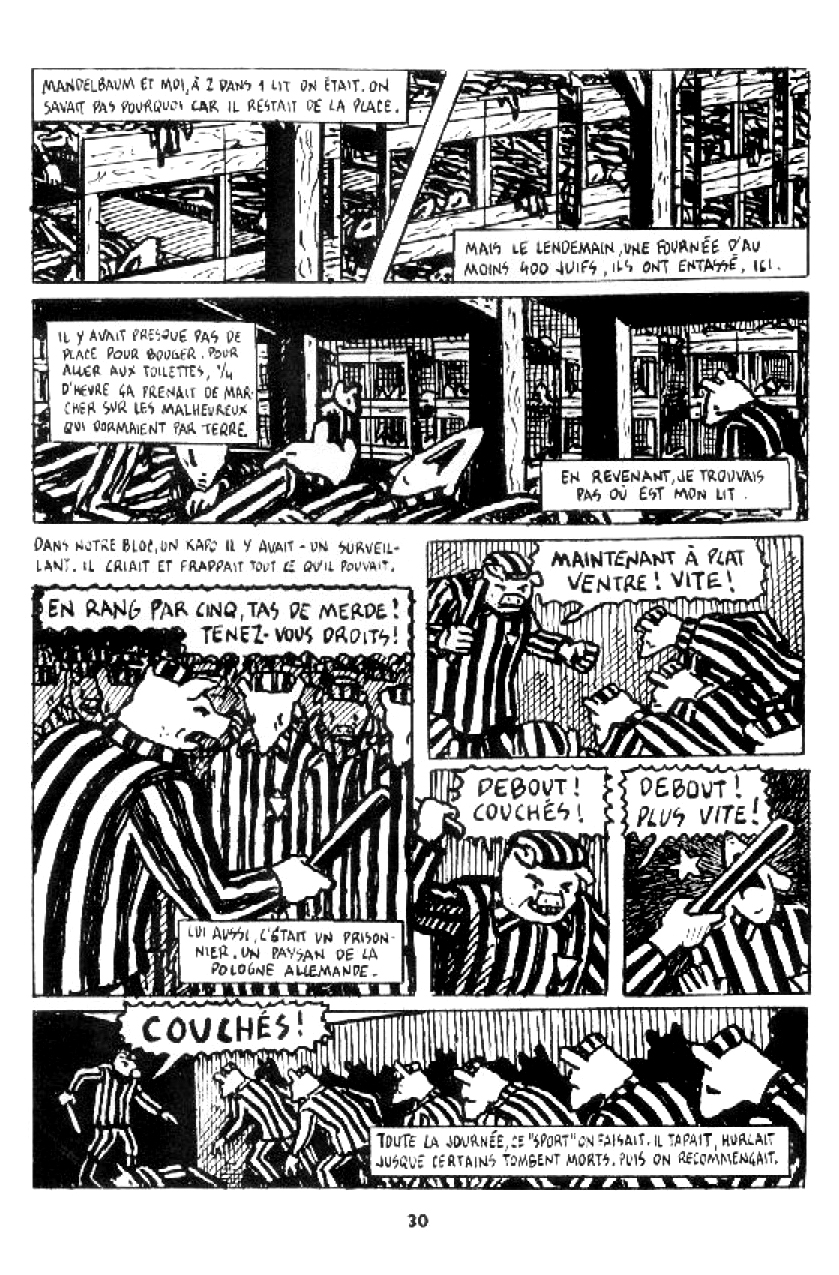 MANDELBAUM ET MOI, À 2 DANS 1 LIT ON ÉTAIT. ON
SAVAIT PAS POURQUOI CAR IL RESTAIT DE LA PLACE.
MAIS LE LENDEMAIN, UNE FOURNÉE D'AU
MOINS 400 JUIFS, ILS ONT ENTASSÉ, ICI.
IL Y AVAIT PRESQUE PAS DE
PLACE POUR BOUGER. POUR
ALLER AUX TOILETTES, 1/4
D'HEURE ÇA PRENAIT DE MAR-
CHER SUR LES MALHEUREUX
QUI DORMAIENT PAR TERRE.
EN REVENANT, JE TROUVAIS
PAS OÙ EST MON LIT.
DANS NOTRE BLOC, UN KAPO IL Y AVAIT - UN SURVEIL-
LANT. IL CRIAIT ET FRAPPAIT TOUT CE QU'IL POUVAIT.
EN RANG PAR CINQ, TAS DE MERDE!
TENEZ-VOUS DROITS!
LUI AUSSI, C'ÉTAIT UN PRISON-
NIER. UN PAYSAN DE LA
POLOGNE ALLEMANDE.
MAINTENANT À PLAT
VENTRE! VITE!
DEBOUT!
COUCHÉS!
DEBOUT!
PLUS VITE!
COUCHÉS!
TOUTE LA JOURNÉE, CE "SPORT" ON FAISAIT. IL TAPAIT, HURLAIT
JUSQUE CERTAINS TOMBENT MORTS. PUIS ON RECOMMENÇAIT.
30